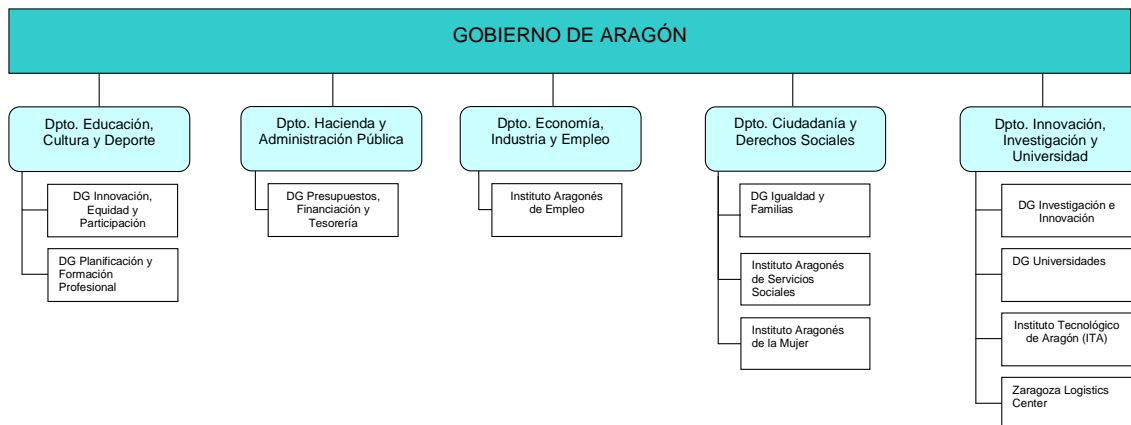 GOBIERNO DE ARAGÓN
Dpto. Educación,
Cultura y Deporte
DG Innovación,
Equidad y
Participación
DG Planificación y
Formación
Profesional
Dpto. Hacienda y
Administración Pública
DG Presupuestos,
Financiación y
Tesorería
Dpto. Economía,
Industria y Empleo
Instituto Aragonés
de Empleo
Dpto. Ciudadanía y
Derechos Sociales
DG Igualdad y
Familias
Instituto Aragonés
de Servicios
Sociales
Instituto Aragonés
de la Mujer
Dpto. Innovación,
Investigación y
Universidad
DG Investigación e
Innovación
DG Universidades
Instituto Tecnológico
de Aragón (ITA)
Zaragoza Logistics
Center